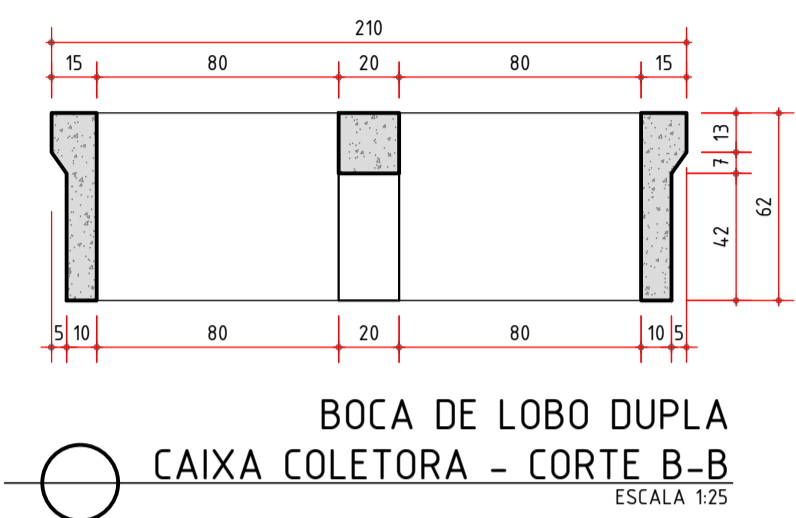 210
15 80 20 80 15
13
7
42
62
5 10 80 20 80 10 5
BOCA DE LOBO DUPLA
CAIXA COLETORA - CORTE B-B
ESCALA 1:25